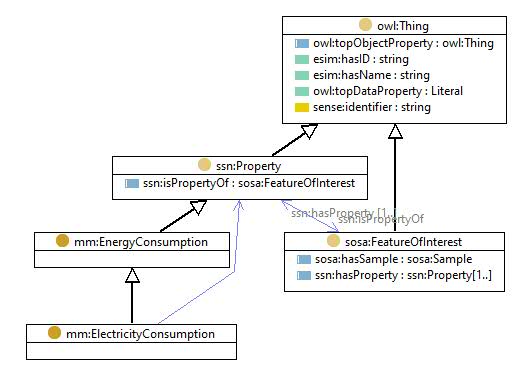 owl:Thing
owl:topObjectProperty : owl:Thing
esim:hasID : string
esim:hasName : string
owl:topDataProperty : Literal
sense:identifier : string
ssn:Property
ssn:isPropertyOf : sosa:FeatureOfInterest
ssn:hasProperty [1..]
ssn:isPropertyOf
mm:EnergyConsumption
sosa:FeatureOfInterest
sosa:hasSample : sosa:Sample
ssn:hasProperty : ssn:Property[1..]
mm:ElectricityConsumption